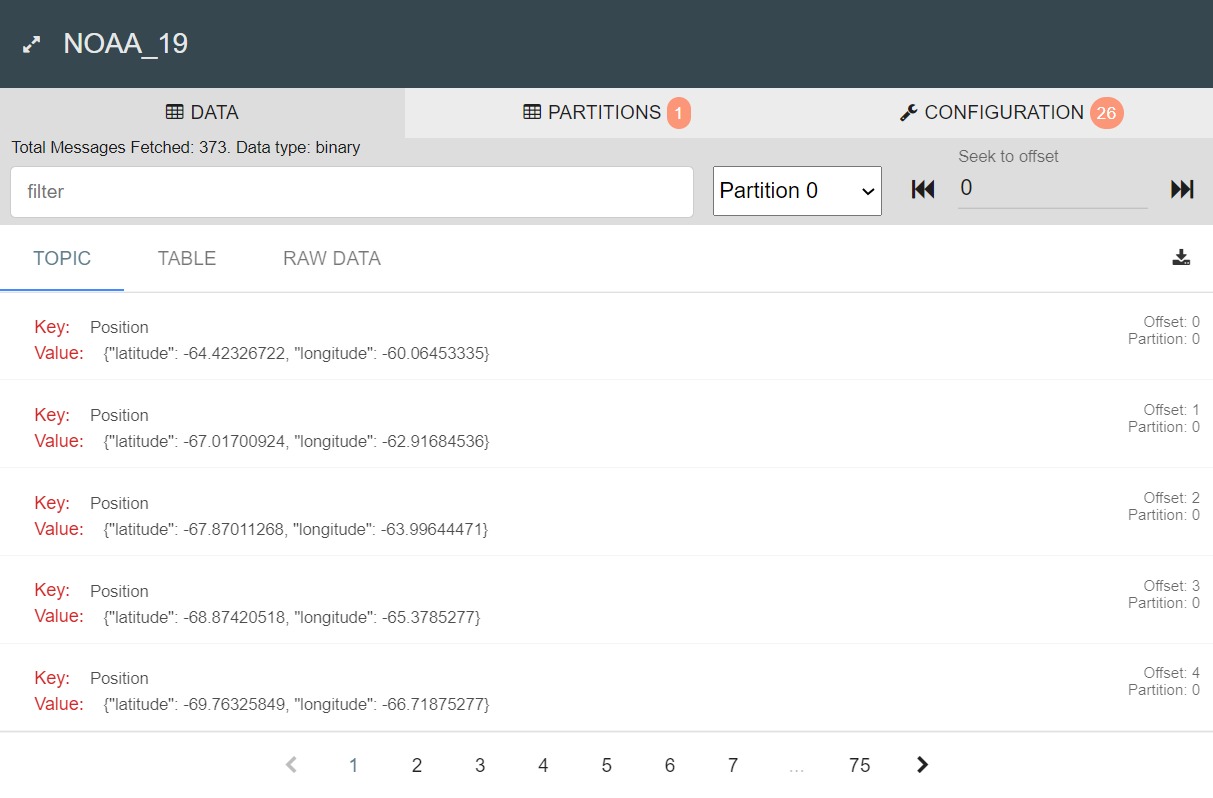 NOAA_19
DATA
PARTITIONS 1
CONFIGURATION 26
Total Messages Fetched: 373. Data type: binary
filter
Partition 0
Seek to offset
0
TOPIC TABLE RAW DATA
Key: Position
Value: {"latitude": -64.42326722, "longitude": -60.06453335}
Offset: 0
Partition: 0
Key: Position
Value: {"latitude": -67.01700924, "longitude": -62.91684536}
Offset: 1
Partition: 0
Key: Position
Value: {"latitude": -67.87011268, "longitude": -63.99644471}
Offset: 2
Partition: 0
Key: Position
Value: {"latitude": -68.87420518, "longitude": -65.3785277}
Offset: 3
Partition: 0
Key: Position
Value: {"latitude": -69.76325849, "longitude": -66.71875277}
Offset: 4
Partition: 0
1 2 3 4 5 6 7 ... 75